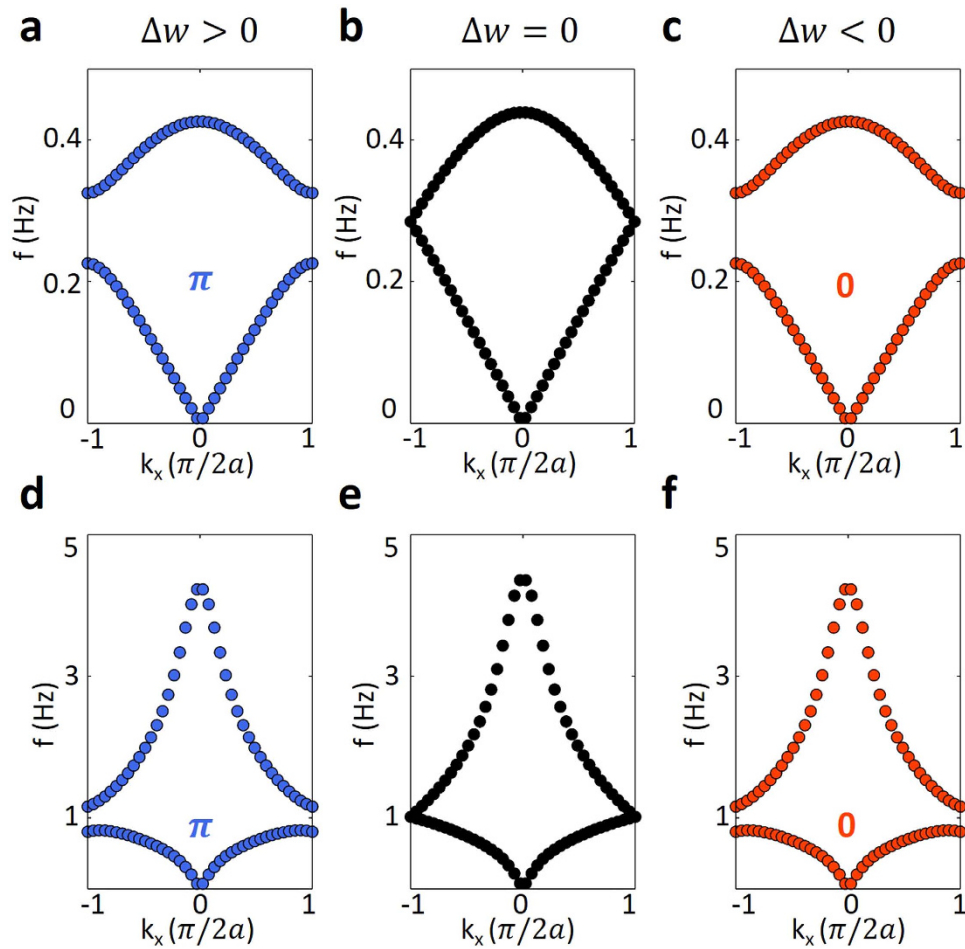 a Δw > 0 b Δw = 0 c Δw < 0
0.4 0.4 0.4
f (Hz) f (Hz) f (Hz)
π 0
0.2 0.2 0.2
0 0 0
-1 0 1 -1 0 1 -1 0 1
kₓ(π/2a) kₓ(π/2a) kₓ(π/2a)
d e f
5 5 5
3 3 3
f (Hz) f (Hz) f (Hz)
1 π 1 1 0
-1 0 1 -1 0 1 -1 0 1
kₓ(π/2a) kₓ(π/2a) kₓ(π/2a)